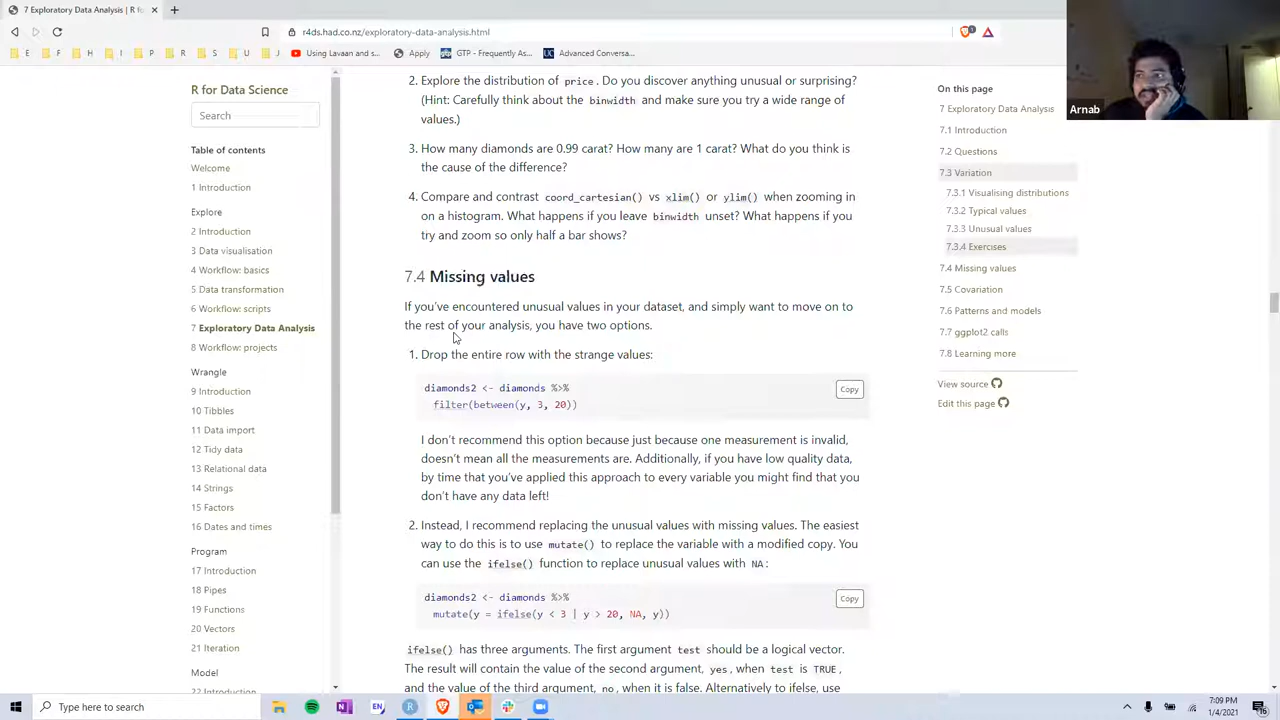 7 Exploratory Data Analysis | R fo
r4ds.had.co.nz/exploratory-data-analysis.html
G
E
H
I
P
R
S
U
M
Using Lavaan and R...
Apply
GTP - Frequently As...
Advanced Conversa...
Arnab
R for Data Science
Search
Table of contents
Welcome
1 Introduction
Explore
2 Introduction
3 Data visualisation
4 Workflow: basics
5 Data transformation
6 Workflow: scripts
7 Exploratory Data Analysis
8 Workflow: projects
Wrangle
9 Introduction
10 Tibbles
11 Data import
12 Tidy data
13 Relational data
14 Strings
15 Factors
16 Dates and times
Program
17 Introduction
18 Pipes
19 Functions
20 Vectors
21 Iteration
Model
22 Introduction
2. Explore the distribution of price. Do you discover anything unusual or surprising?
(Hint: Carefully think about the binwidth and make sure you try a wide range of
values.)
3. How many diamonds are 0.99 carat? How many are 1 carat? What do you think is
the cause of the difference?
4. Compare and contrast coord_cartesian() vs xlim() or ylim() when zooming in
on a histogram. What happens if you leave binwidth unset? What happens if you
try and zoom so only half a bar shows?
7.4 Missing values
If you've encountered unusual values in your dataset, and simply want to move on to
the rest of your analysis, you have two options.
1. Drop the entire row with the strange values:
diamonds2 <- diamonds %>%
filter(between(y, 3, 20))
Copy
I don't recommend this option because just because one measurement is invalid,
doesn't mean all the measurements are. Additionally, if you have low quality data,
by time that you've applied this approach to every variable you might find that you
don't have any data left!
2. Instead, I recommend replacing the unusual values with missing values. The easiest
way to do this is to use mutate() to replace the variable with a modified copy. You
can use the ifelse() function to replace unusual values with NA:
diamonds2 <- diamonds %>%
mutate(y = ifelse(y < 3 | y > 20, NA, y))
Copy
ifelse() has three arguments. The first argument test should be a logical vector.
The result will contain the value of the second argument, yes, when test is TRUE,
and the value of the third argument, no, when it is false. Alternatively to ifelse, use
On this page
7 Exploratory Data Analysis
7.1 Introduction
7.2 Questions
7.3 Variation
7.3.1 Visualising distributions
7.3.2 Typical values
7.3.3 Unusual values
7.3.4 Exercises
7.4 Missing values
7.5 Covariation
7.6 Patterns and models
7.7 ggplot2 calls
7.8 Learning more
View source
Edit this page
Type here to search
7:09 PM
1/4/2021